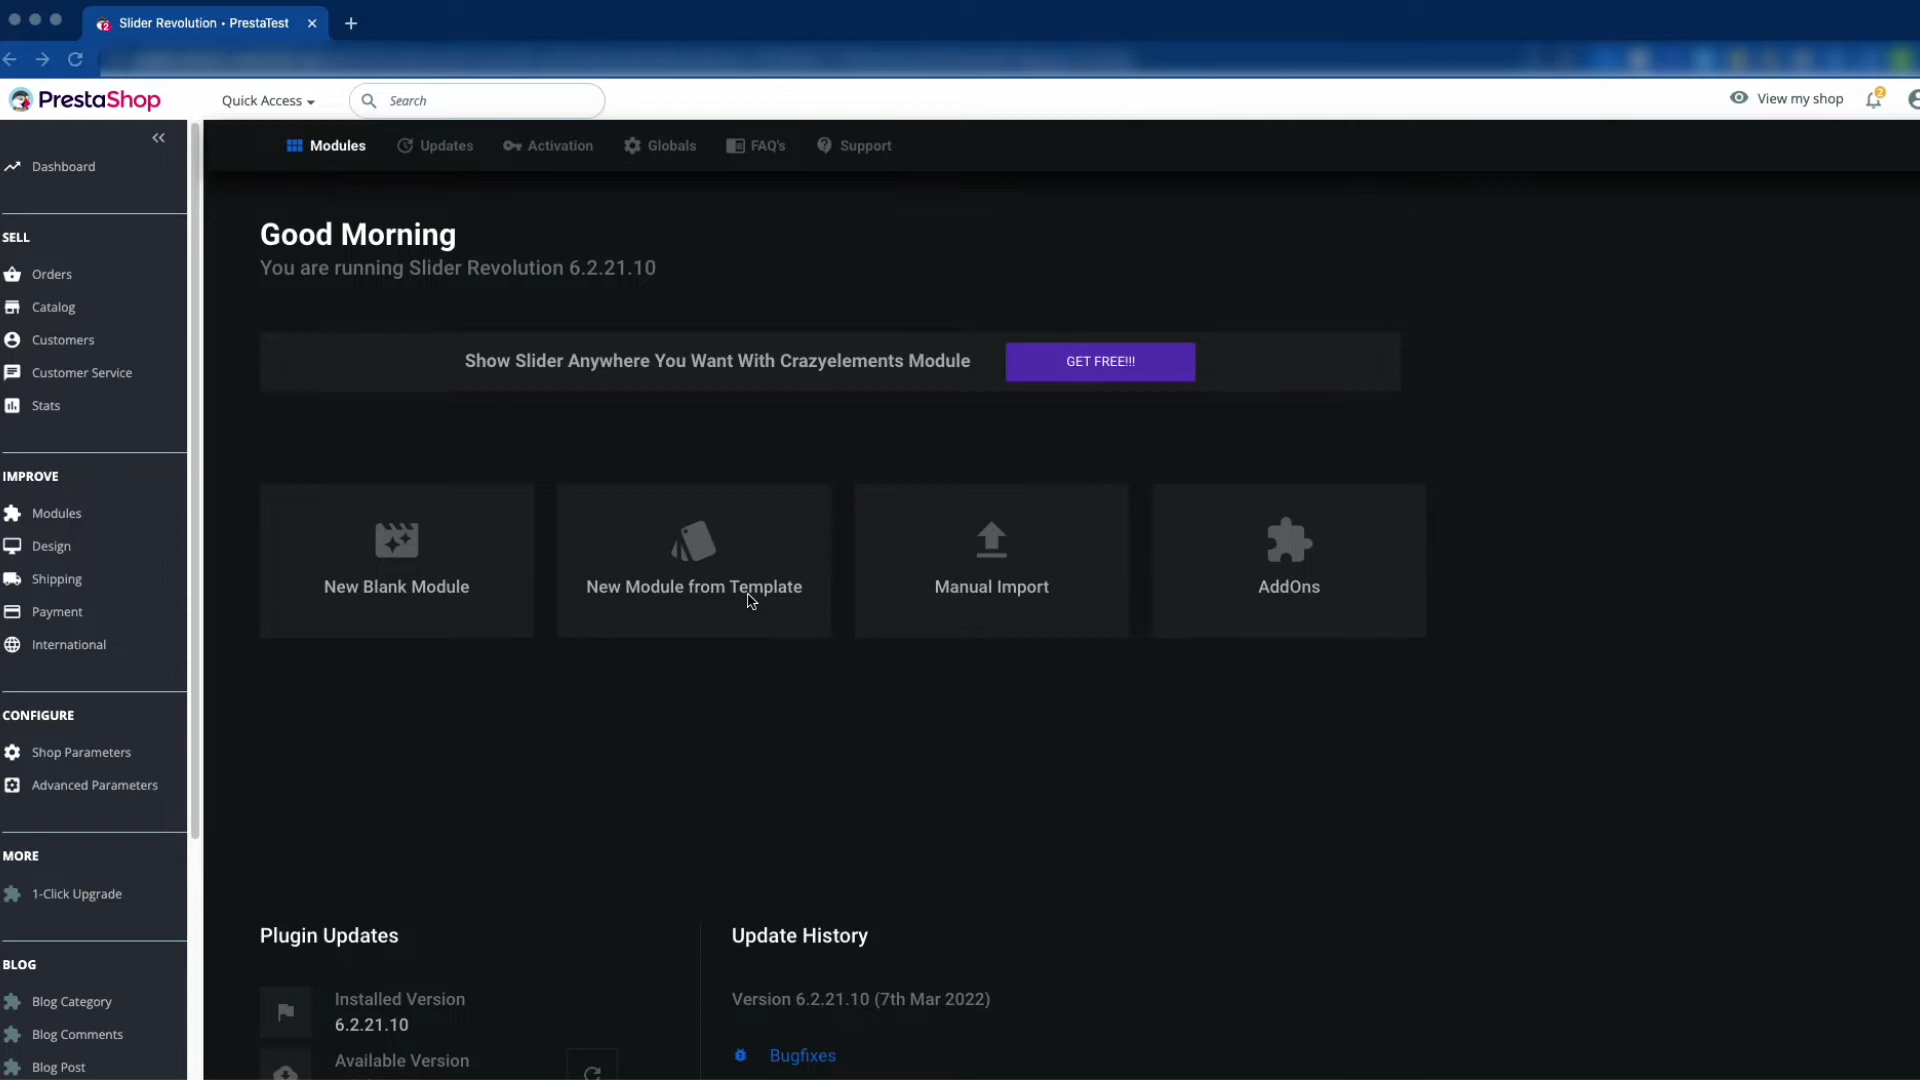 Slider Revolution • PrestaTest
PrestaShop
Quick Access
Search
View my shop
2
Dashboard
SELL
Orders
Catalog
Customers
Customer Service
Stats
IMPROVE
Modules
Design
Shipping
Payment
International
CONFIGURE
Shop Parameters
Advanced Parameters
MORE
1-Click Upgrade
BLOG
Blog Category
Blog Comments
Blog Post
Modules
Updates
Activation
Globals
FAQ's
Support
Good Morning
You are running Slider Revolution 6.2.21.10
Show Slider Anywhere You Want With Crazyelements Module
GET FREE!!!
New Blank Module
New Module from Template
Manual Import
AddOns
Plugin Updates
Installed Version
6.2.21.10
Available Version
Update History
Version 6.2.21.10 (7th Mar 2022)
Bugfixes